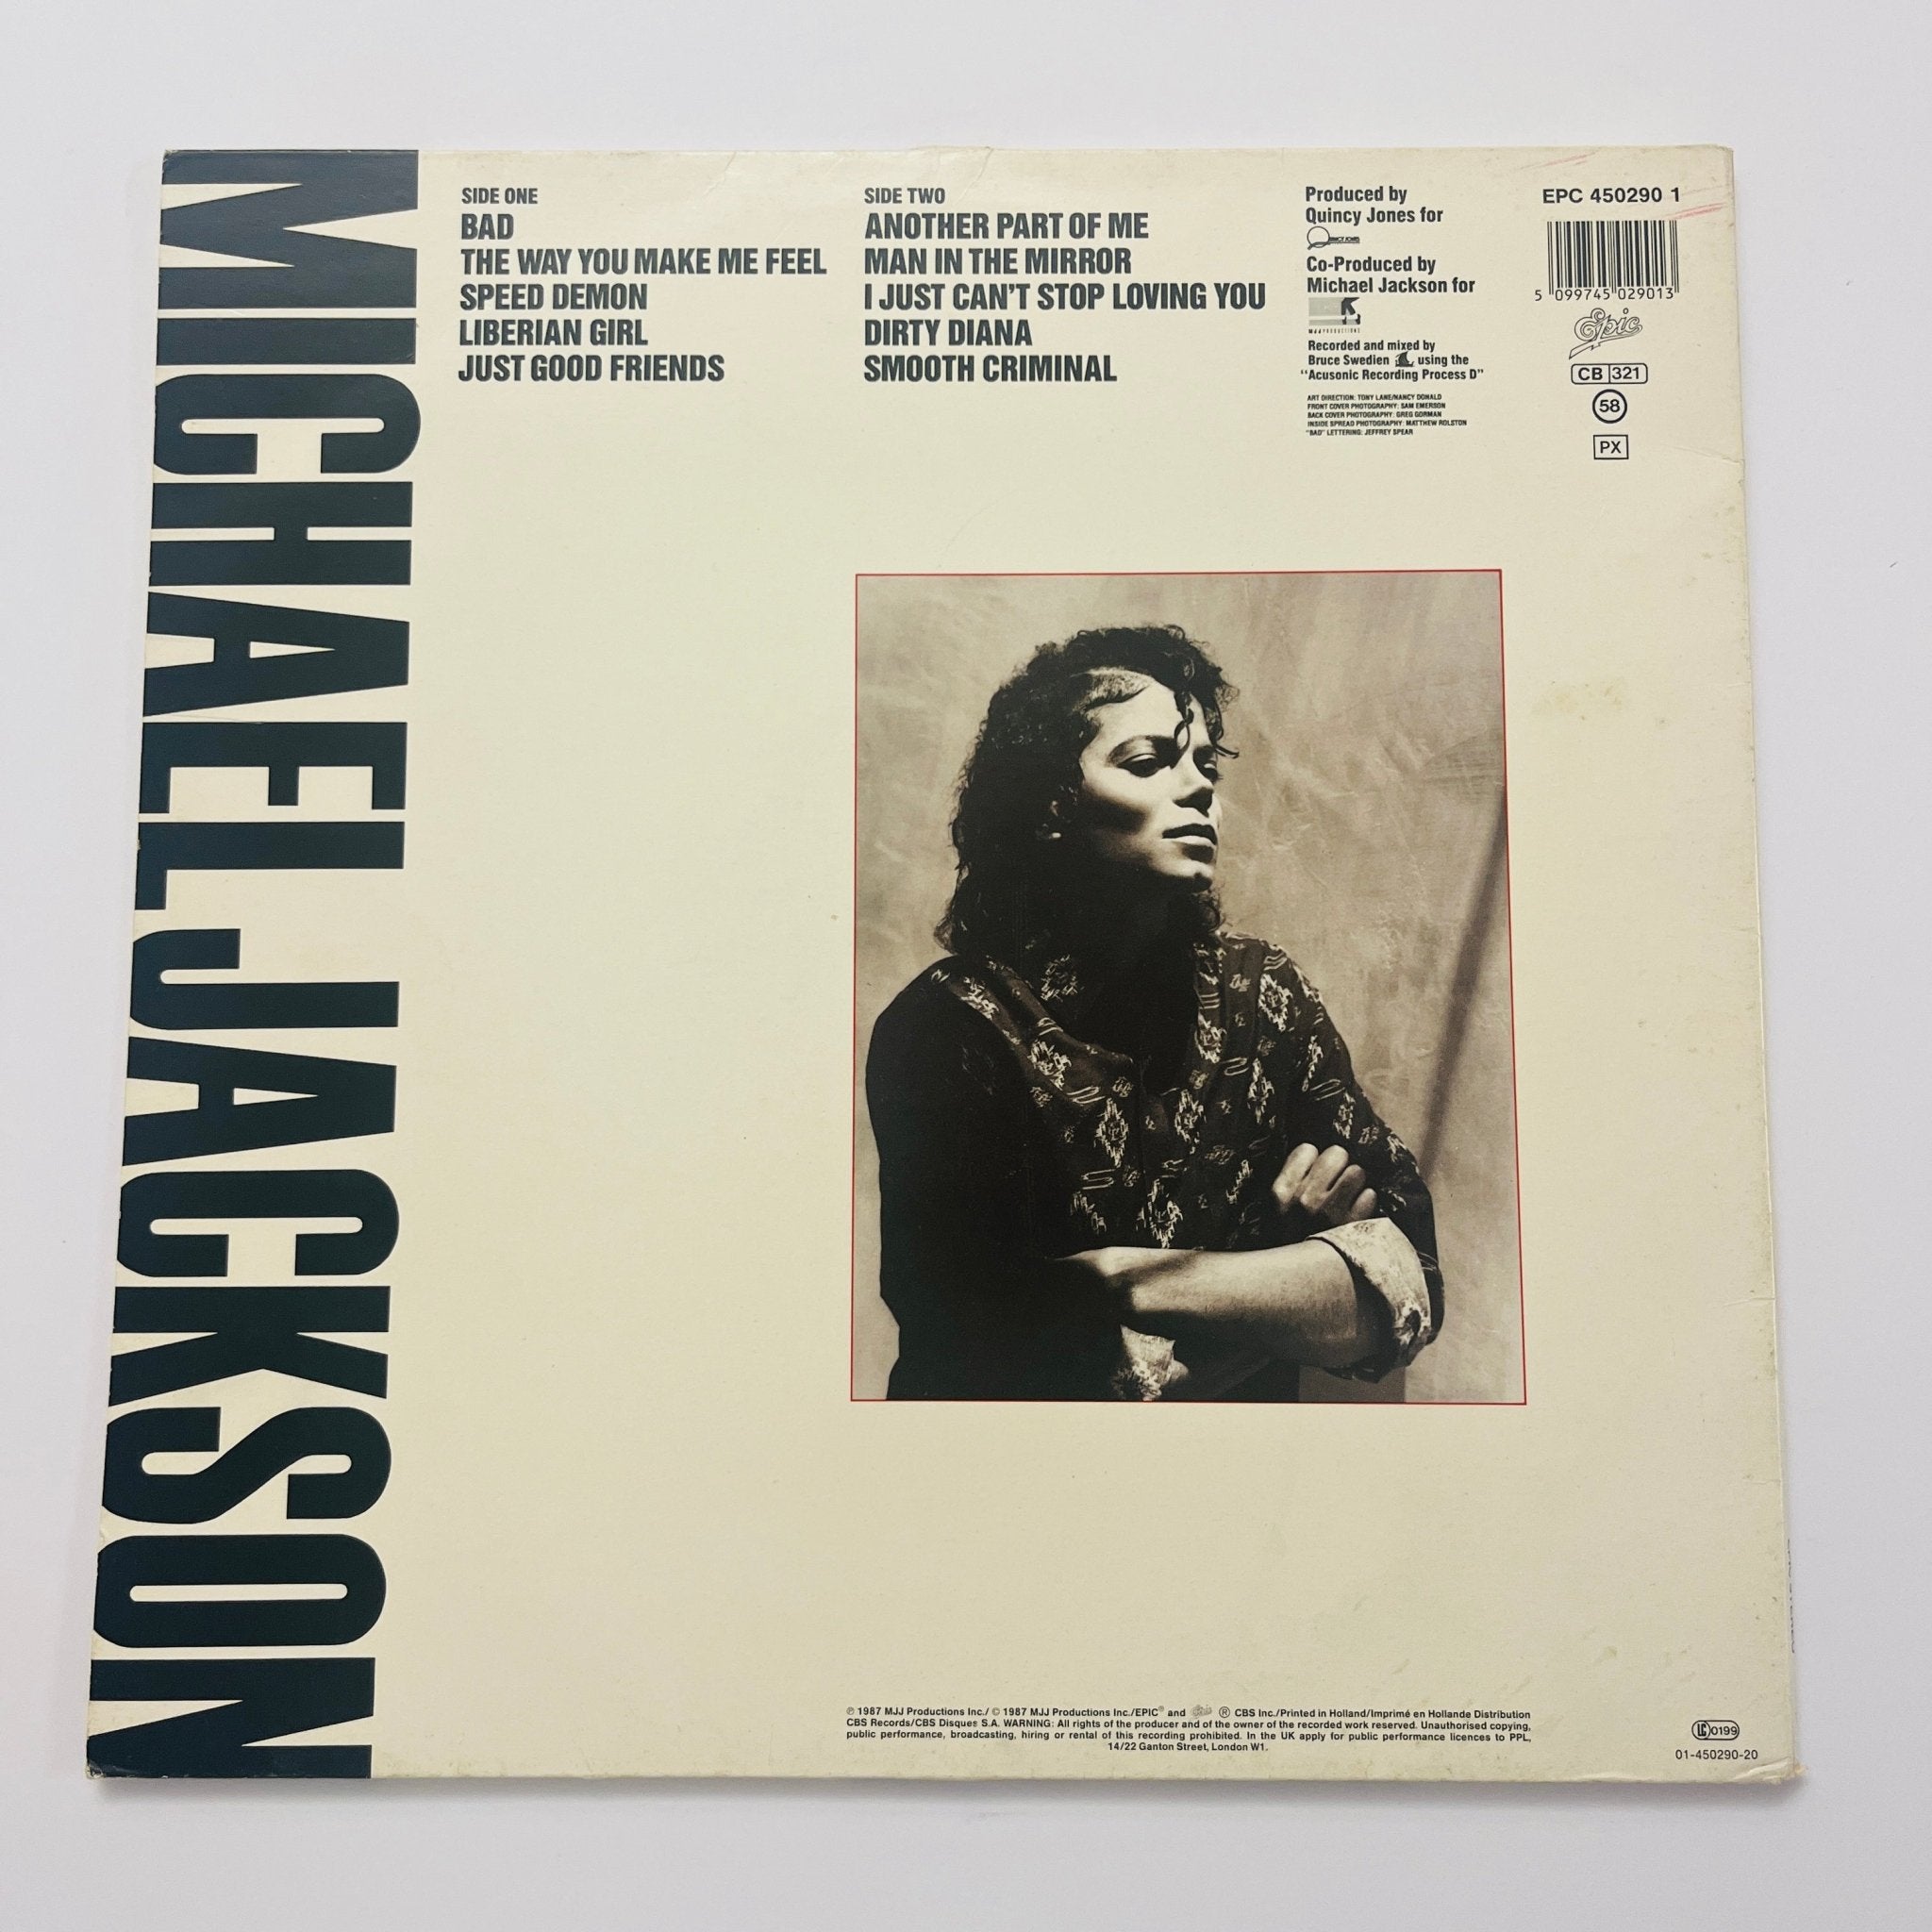 MICHAEL JACKSON
SIDE ONE
BAD
THE WAY YOU MAKE ME FEEL
SPEED DEMON
LIBERIAN GIRL
JUST GOOD FRIENDS
SIDE TWO
ANOTHER PART OF ME
MAN IN THE MIRROR
I JUST CAN'T STOP LOVING YOU
DIRTY DIANA
SMOOTH CRIMINAL
Produced by
Quincy Jones for
QUINCY JONES
Co-Produced by
Michael Jackson for
MJJ PRODUCTIONS
Recorded and mixed by
Bruce Swedien using the
"Acusonic Recording Process D"
ART DIRECTION: TONY LANE/NANCY DONALD
FRONT COVER PHOTOGRAPHY: SAM EMERSON
BACK COVER PHOTOGRAPHY: GREG GORMAN
INSIDE SPREAD PHOTOGRAPHY: MATTHEW ROLSTON
"BAD" LETTERING: JEFFREY SPEAR
EPC 450290 1
5 099745 029013
Epic
CB 321
58
PX
℗ 1987 MJJ Productions Inc./ © 1987 MJJ Productions Inc./EPIC® and Epic ® CBS Inc./Printed in Holland/Imprimé en Hollande Distribution
CBS Records/CBS Disques S.A. WARNING: All rights of the producer and of the owner of the recorded work reserved. Unauthorised copying,
public performance, broadcasting, hiring or rental of this recording prohibited. In the UK apply for public performance licences to PPL,
14/22 Ganton Street, London W1.
LC 0199
01-450290-20